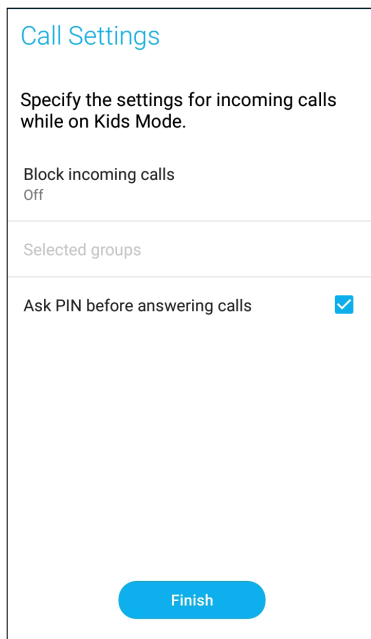 Call Settings
Specify the settings for incoming calls
while on Kids Mode.
Block incoming calls
Off
Selected groups
Ask PIN before answering calls
Finish